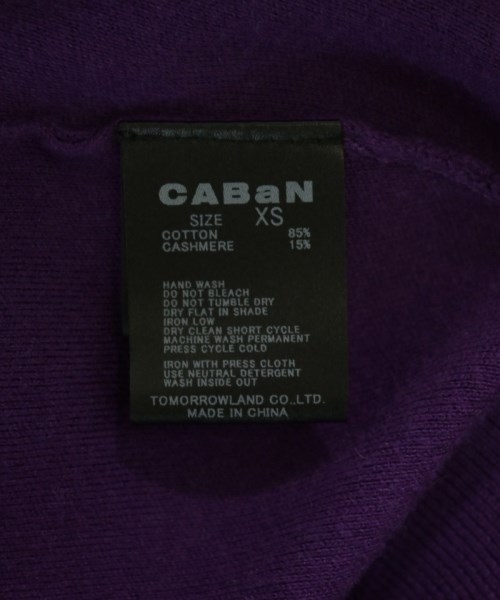 CABaN
SIZE XS
COTTON 85%
CASHMERE 15%
HAND WASH
DO NOT BLEACH
DO NOT TUMBLE DRY
DRY FLAT IN SHADE
IRON LOW
DRY CLEAN SHORT CYCLE
MACHINE WASH PERMANENT
PRESS CYCLE COLD
IRON WITH PRESS CLOTH
USE NEUTRAL DETERGENT
WASH INSIDE OUT
TOMORROWLAND CO.,LTD.
MADE IN CHINA